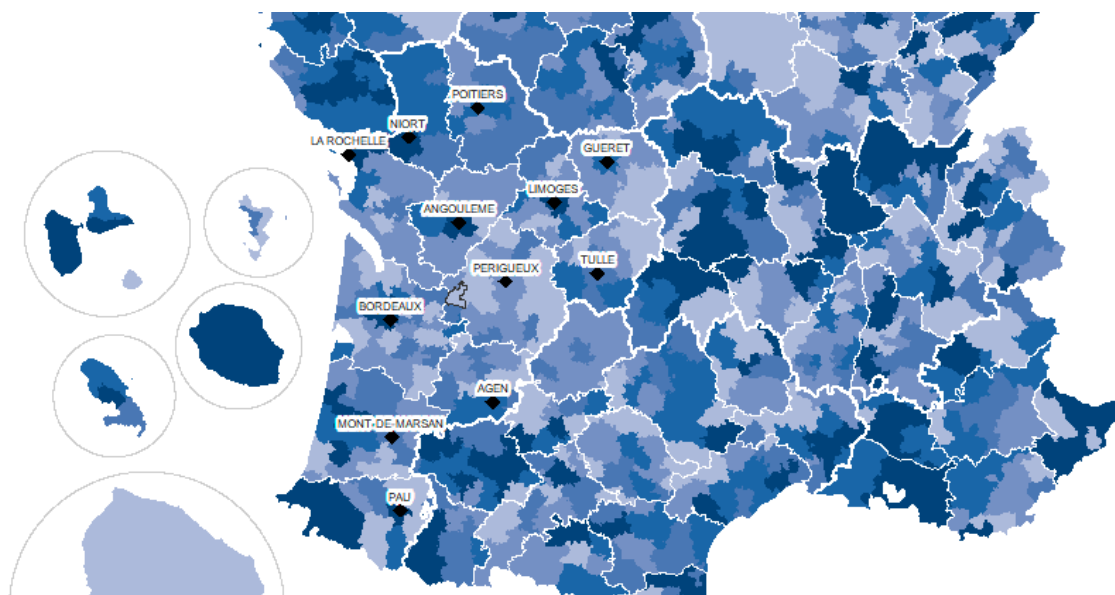 POITIERS
NIORT
LA ROCHELLE
GUERET
LIMOGES
ANGOULEME
PERIGUEUX
TULLE
BORDEAUX
AGEN
MONT-DE-MARSAN
PAU